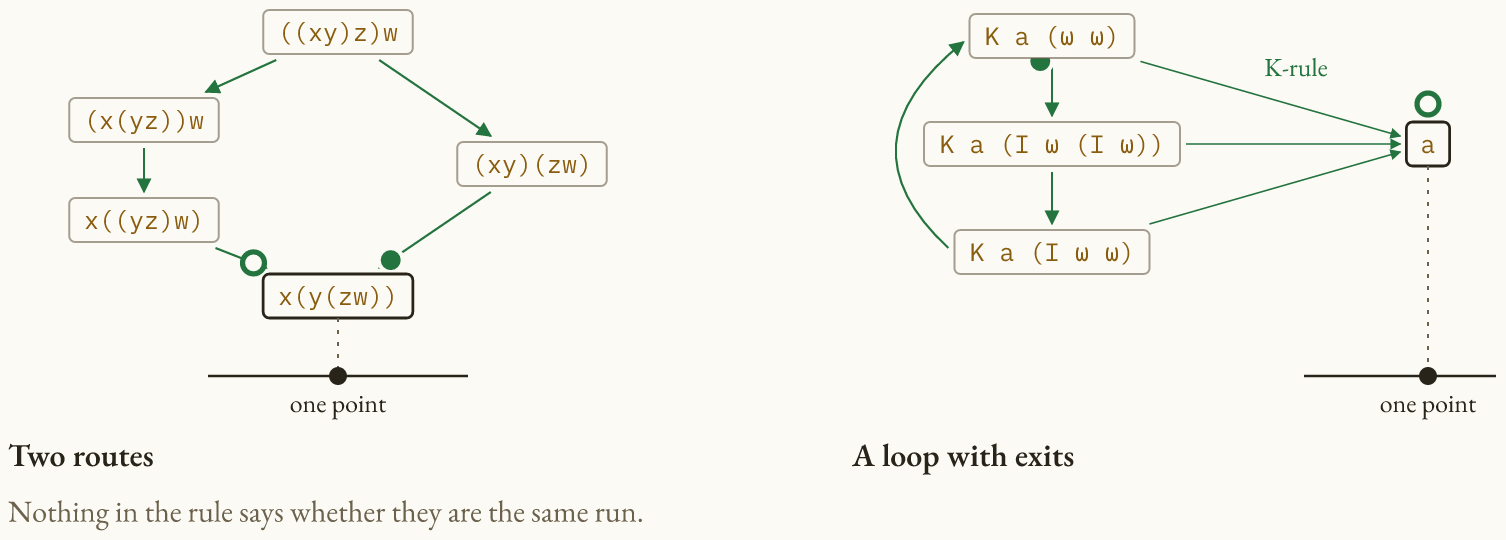 ((xy)z)w
(x(yz))w
(xy)(zw)
x((yz)w)
x(y(zw))
one point
Two routes
Nothing in the rule says whether they are the same run.
K a (ω ω)
K-rule
K a (I ω (I ω))
a
K a (I ω ω)
one point
A loop with exits